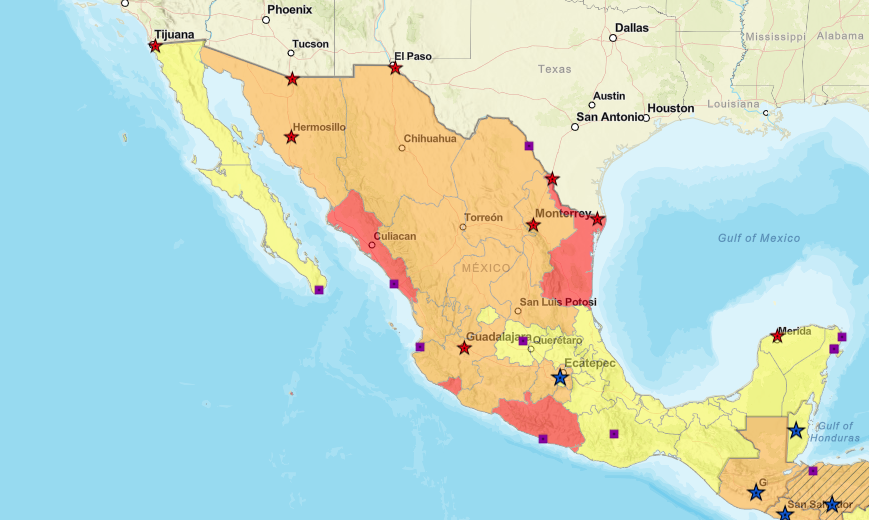 Phoenix
Tijuana
Tucson
Dallas
Mississippi
Alabama
El Paso
Texas
Austin
Louisiana
Houston
San Antonio
Hermosillo
Chihuahua
Monterrey
Torreón
Culiacan
Gulf of Mexico
MÉXICO
San Luis Potosi
Merida
Guadalajara
Querétaro
Ecatepec
Gulf of
Honduras
G
San Salvador